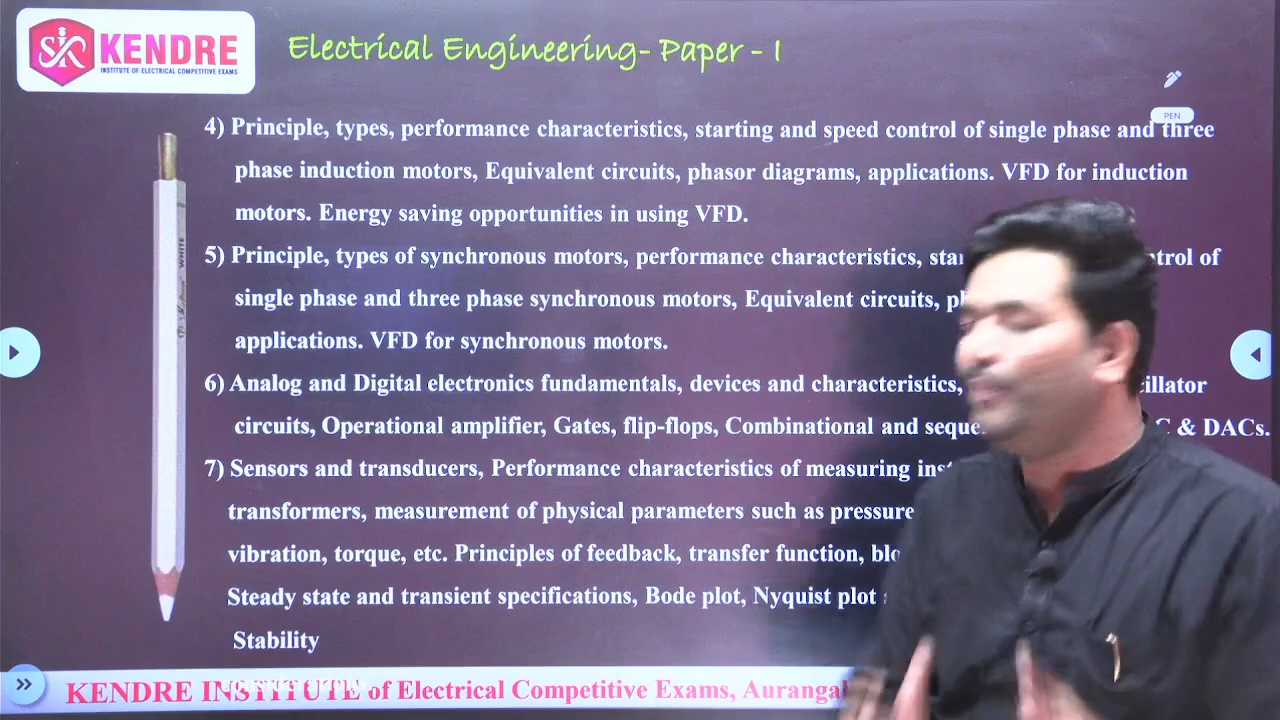 SK KENDRE
INSTITUTE OF ELECTRICAL COMPETITIVE EXAMS
Electrical Engineering- Paper - I
PEN
4) Principle, types, performance characteristics, starting and speed control of single phase and three
phase induction motors, Equivalent circuits, phasor diagrams, applications. VFD for induction
motors. Energy saving opportunities in using VFD.
5) Principle, types of synchronous motors, performance characteristics, of
single phase and three phase synchronous motors, Equivalent circuits,
applications. VFD for synchronous motors.
6) Analog and Digital electronics fundamentals, devices and characteristics,
circuits, Operational amplifier, Gates, flip-flops, Combinational and & DACs.
7) Sensors and transducers, Performance characteristics of measuring
transformers, measurement of physical parameters such as pressure
vibration, torque, etc. Principles of feedback, transfer function,
Steady state and transient specifications, Bode plot, Nyquist plot
Stability
WHITE
KENDRE INSTITUTE of Electrical Competitive Exams,